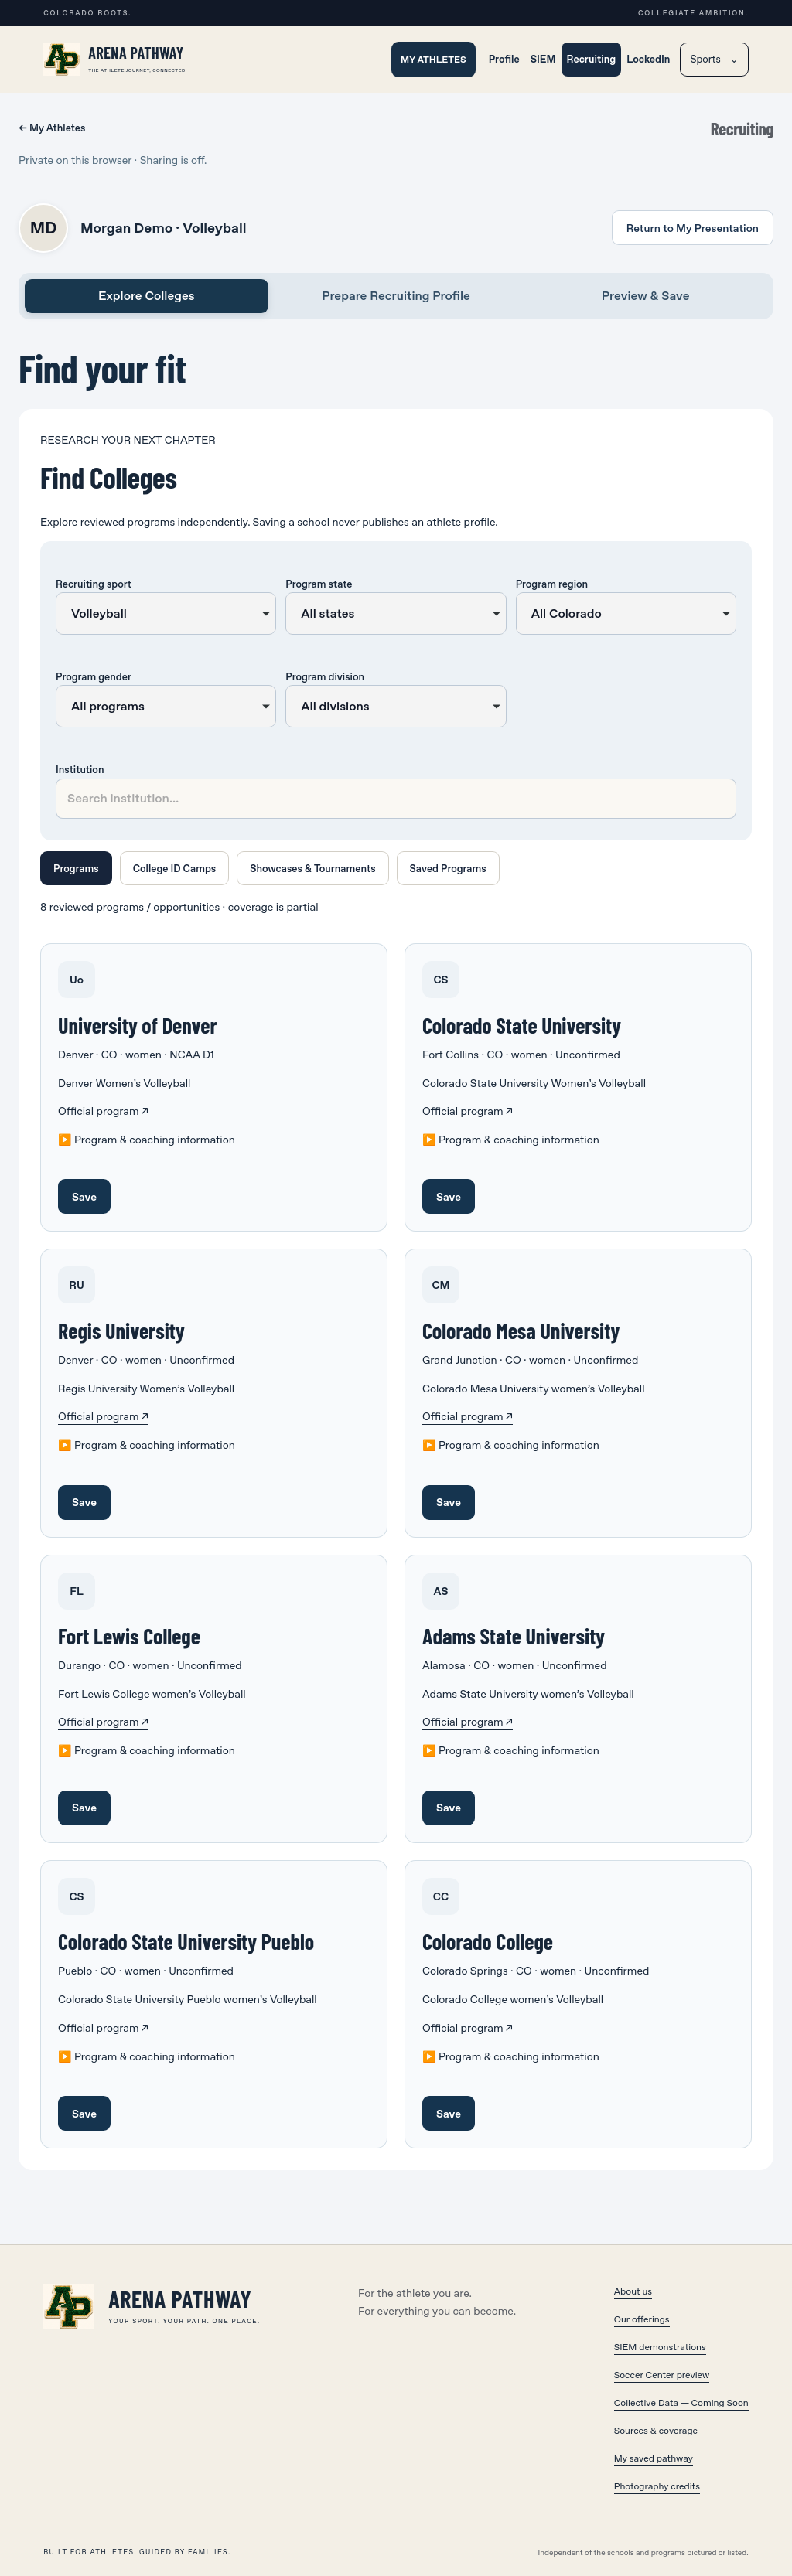 COLORADO ROOTS.
COLLEGIATE AMBITION.
AP
ARENA PATHWAY
THE ATHLETE JOURNEY, CONNECTED.
MY ATHLETES
Profile
SIEM
Recruiting
LockedIn
Sports
← My Athletes
Recruiting
Private on this browser · Sharing is off.
MD
Morgan Demo · Volleyball
Return to My Presentation
Explore Colleges
Prepare Recruiting Profile
Preview & Save
Find your fit
RESEARCH YOUR NEXT CHAPTER
Find Colleges
Explore reviewed programs independently. Saving a school never publishes an athlete profile.
Recruiting sport
Program state
Program region
Volleyball
All states
All Colorado
Program gender
Program division
All programs
All divisions
Institution
Search institution...
Programs
College ID Camps
Showcases & Tournaments
Saved Programs
8 reviewed programs / opportunities · coverage is partial
Uo
University of Denver
Denver · CO · women · NCAA D1
Denver Women's Volleyball
Official program ↗
▶ Program & coaching information
Save
CS
Colorado State University
Fort Collins · CO · women · Unconfirmed
Colorado State University Women's Volleyball
Official program ↗
▶ Program & coaching information
Save
RU
Regis University
Denver · CO · women · Unconfirmed
Regis University Women's Volleyball
Official program ↗
▶ Program & coaching information
Save
CM
Colorado Mesa University
Grand Junction · CO · women · Unconfirmed
Colorado Mesa University women's Volleyball
Official program ↗
▶ Program & coaching information
Save
FL
Fort Lewis College
Durango · CO · women · Unconfirmed
Fort Lewis College women's Volleyball
Official program ↗
▶ Program & coaching information
Save
AS
Adams State University
Alamosa · CO · women · Unconfirmed
Adams State University women's Volleyball
Official program ↗
▶ Program & coaching information
Save
CS
Colorado State University Pueblo
Pueblo · CO · women · Unconfirmed
Colorado State University Pueblo women's Volleyball
Official program ↗
▶ Program & coaching information
Save
CC
Colorado College
Colorado Springs · CO · women · Unconfirmed
Colorado College women's Volleyball
Official program ↗
▶ Program & coaching information
Save
AP
ARENA PATHWAY
YOUR SPORT. YOUR PATH. ONE PLACE.
For the athlete you are.
For everything you can become.
About us
Our offerings
SIEM demonstrations
Soccer Center preview
Collective Data — Coming Soon
Sources & coverage
My saved pathway
Photography credits
BUILT FOR ATHLETES. GUIDED BY FAMILIES.
Independent of the schools and programs pictured or listed.